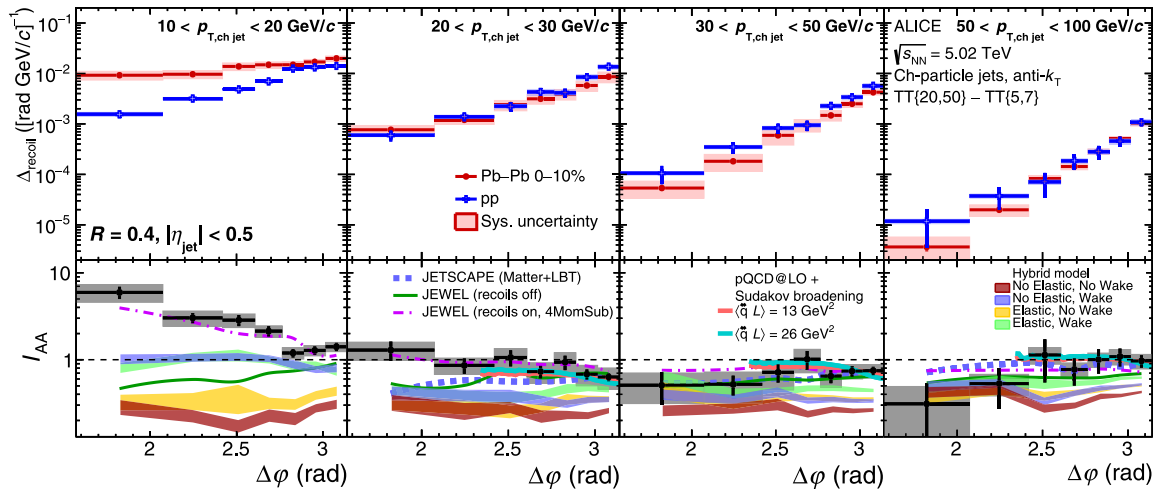 10 < p_T,ch jet < 20 GeV/c
20 < p_T,ch jet < 30 GeV/c
30 < p_T,ch jet < 50 GeV/c
50 < p_T,ch jet < 100 GeV/c
Δ_recoil ([rad GeV/c]⁻¹)
10⁻¹
10⁻²
10⁻³
10⁻⁴
10⁻⁵
R = 0.4, |η_jet| < 0.5
Pb–Pb 0–10%
pp
Sys. uncertainty
ALICE
√s_NN = 5.02 TeV
Ch-particle jets, anti-k_T
TT{20,50} – TT{5,7}
I_AA
10
1
JETSCAPE (Matter+LBT)
JEWEL (recoils off)
JEWEL (recoils on, 4MomSub)
pQCD@LO +
Sudakov broadening
⟨q̂ L⟩ = 13 GeV²
⟨q̂ L⟩ = 26 GeV²
Hybrid model
No Elastic, No Wake
No Elastic, Wake
Elastic, No Wake
Elastic, Wake
2 2.5 3
2 2.5 3
2 2.5 3
2 2.5 3
Δφ (rad)
Δφ (rad)
Δφ (rad)
Δφ (rad)